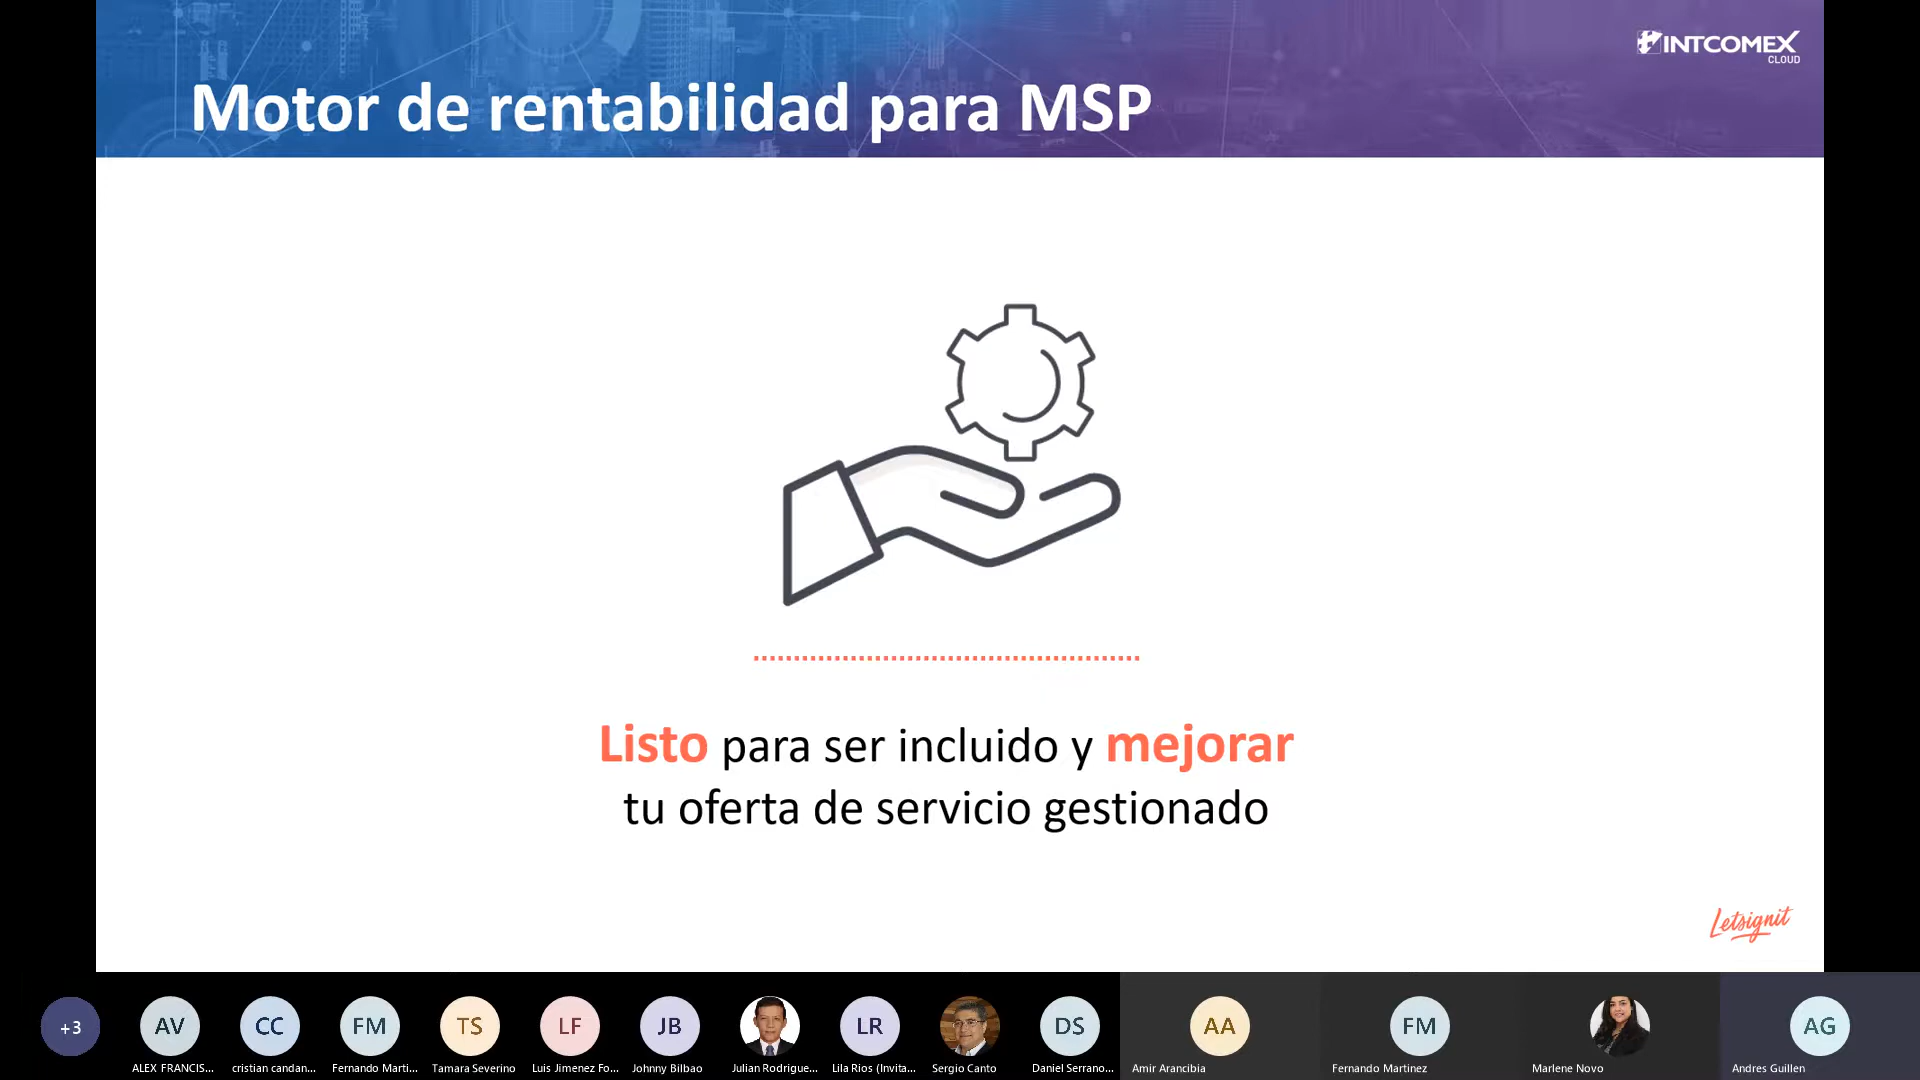 INTCOMEX
CLOUD
Motor de rentabilidad para MSP
Listo para ser incluido y mejorar
tu oferta de servicio gestionado
Letsignit
+3
AV
CC
FM
TS
LF
JB
LR
DS
AA
FM
AG
ALEX FRANCIS...
cristian candan...
Fernando Marti...
Tamara Severino
Luis Jimenez Fo...
Johnny Bilbao
Julian Rodrigue...
Lila Rios (Invita...
Sergio Canto
Daniel Serrano...
Amir Arancibia
Fernando Martinez
Marlene Novo
Andres Guillen